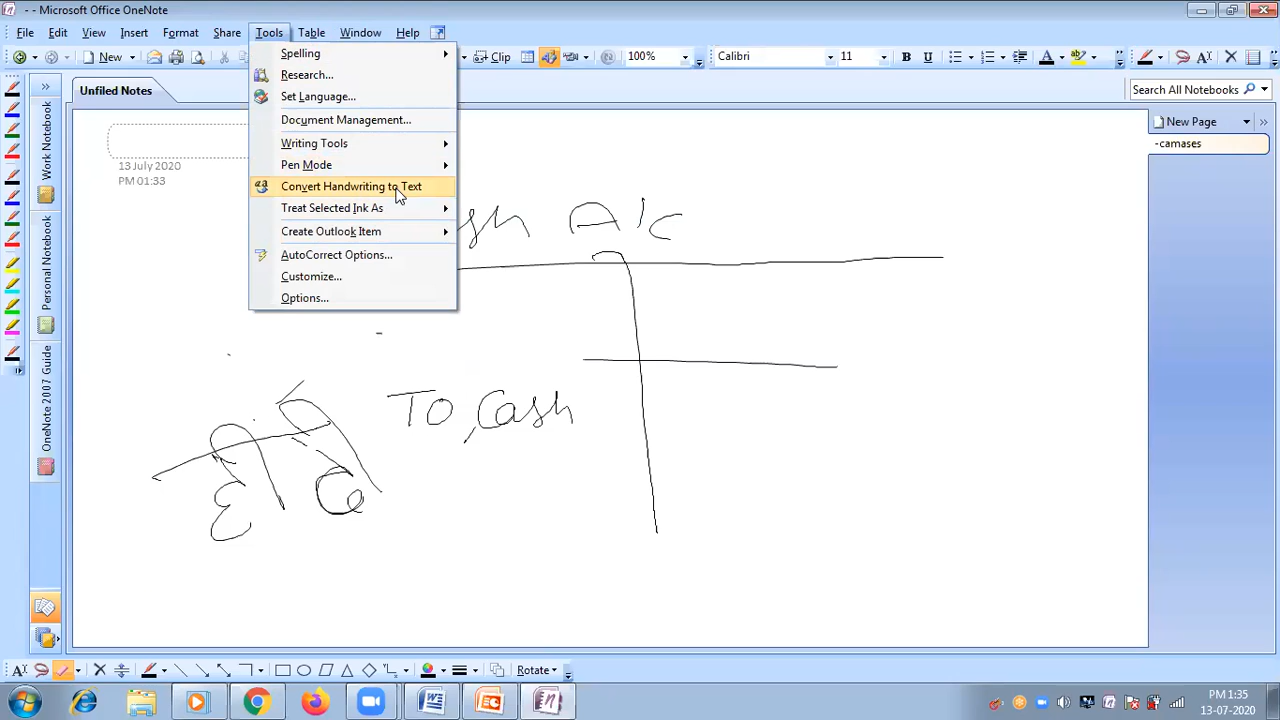 - Microsoft Office OneNote
File Edit View Insert Format Share Tools Table Window Help
New Clip 100% Calibri 11 B U A
Unfiled Notes
Search All Notebooks
Spelling
Research...
Set Language...
Document Management...
Writing Tools
Pen Mode
Convert Handwriting to Text
Treat Selected Ink As
Create Outlook Item
AutoCorrect Options...
Customize...
Options...
New Page
-camases
13 July 2020
PM 01:33
Work Notebook
Personal Notebook
OneNote 2007 Guide
sh A/c
To, Cash
Rotate
PM 1:35
13-07-2020